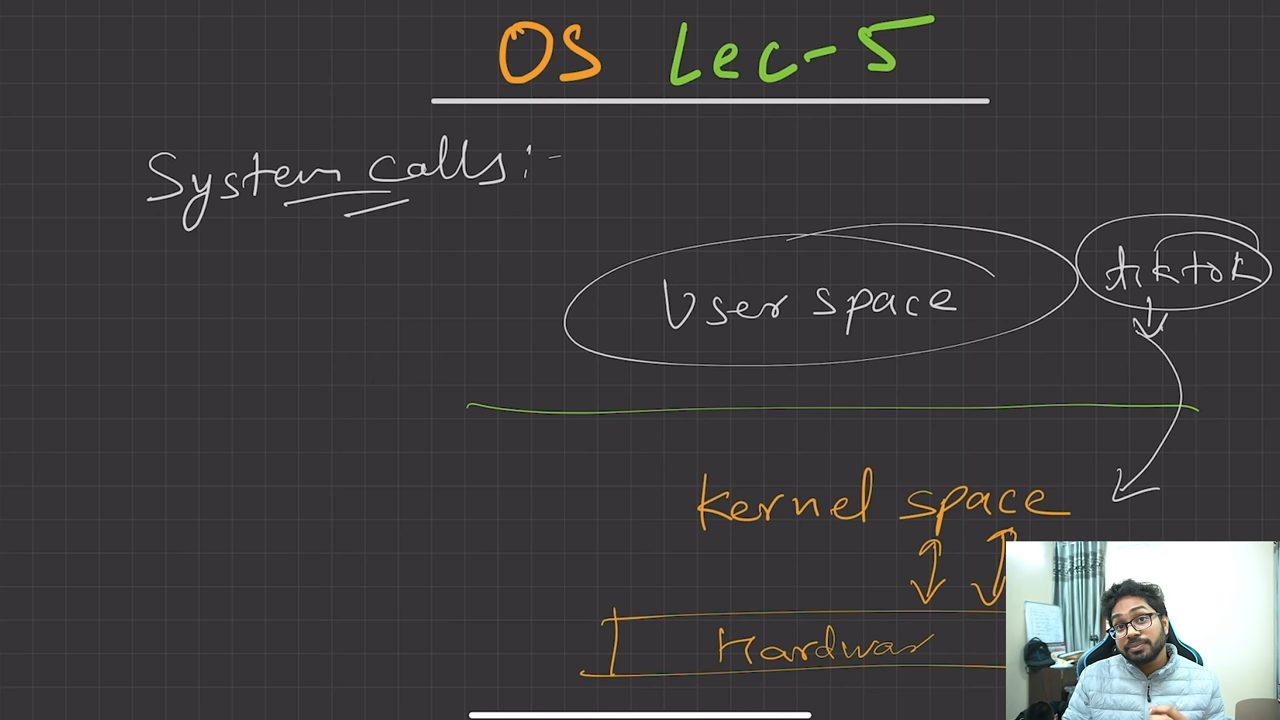 OS Lec-5
System calls:-
User space
tiktok
Kernel space
Hardwar